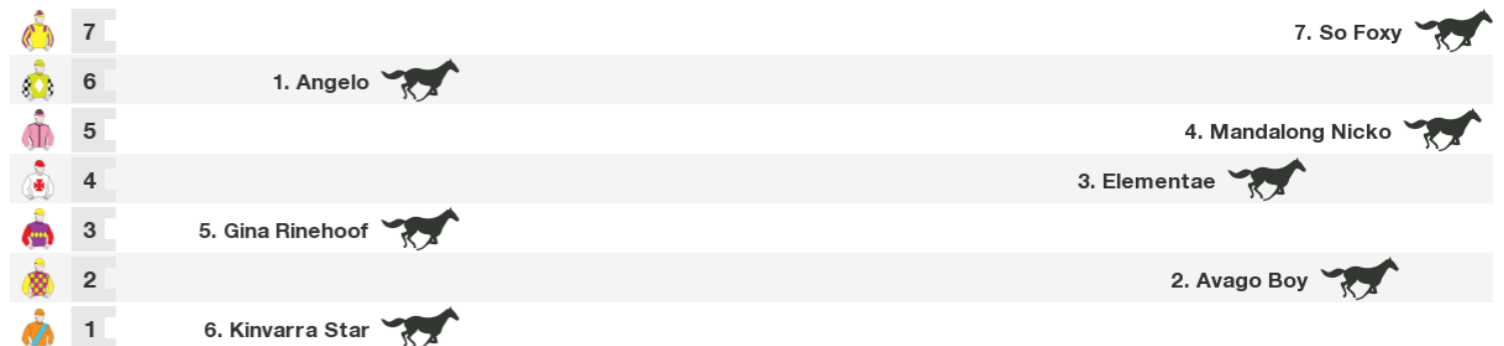 7 7. So Foxy
6 1. Angelo
5 4. Mandalong Nicko
4 3. Elementae
3 5. Gina Rinehoof
2 2. Avago Boy
1 6. Kinvarra Star